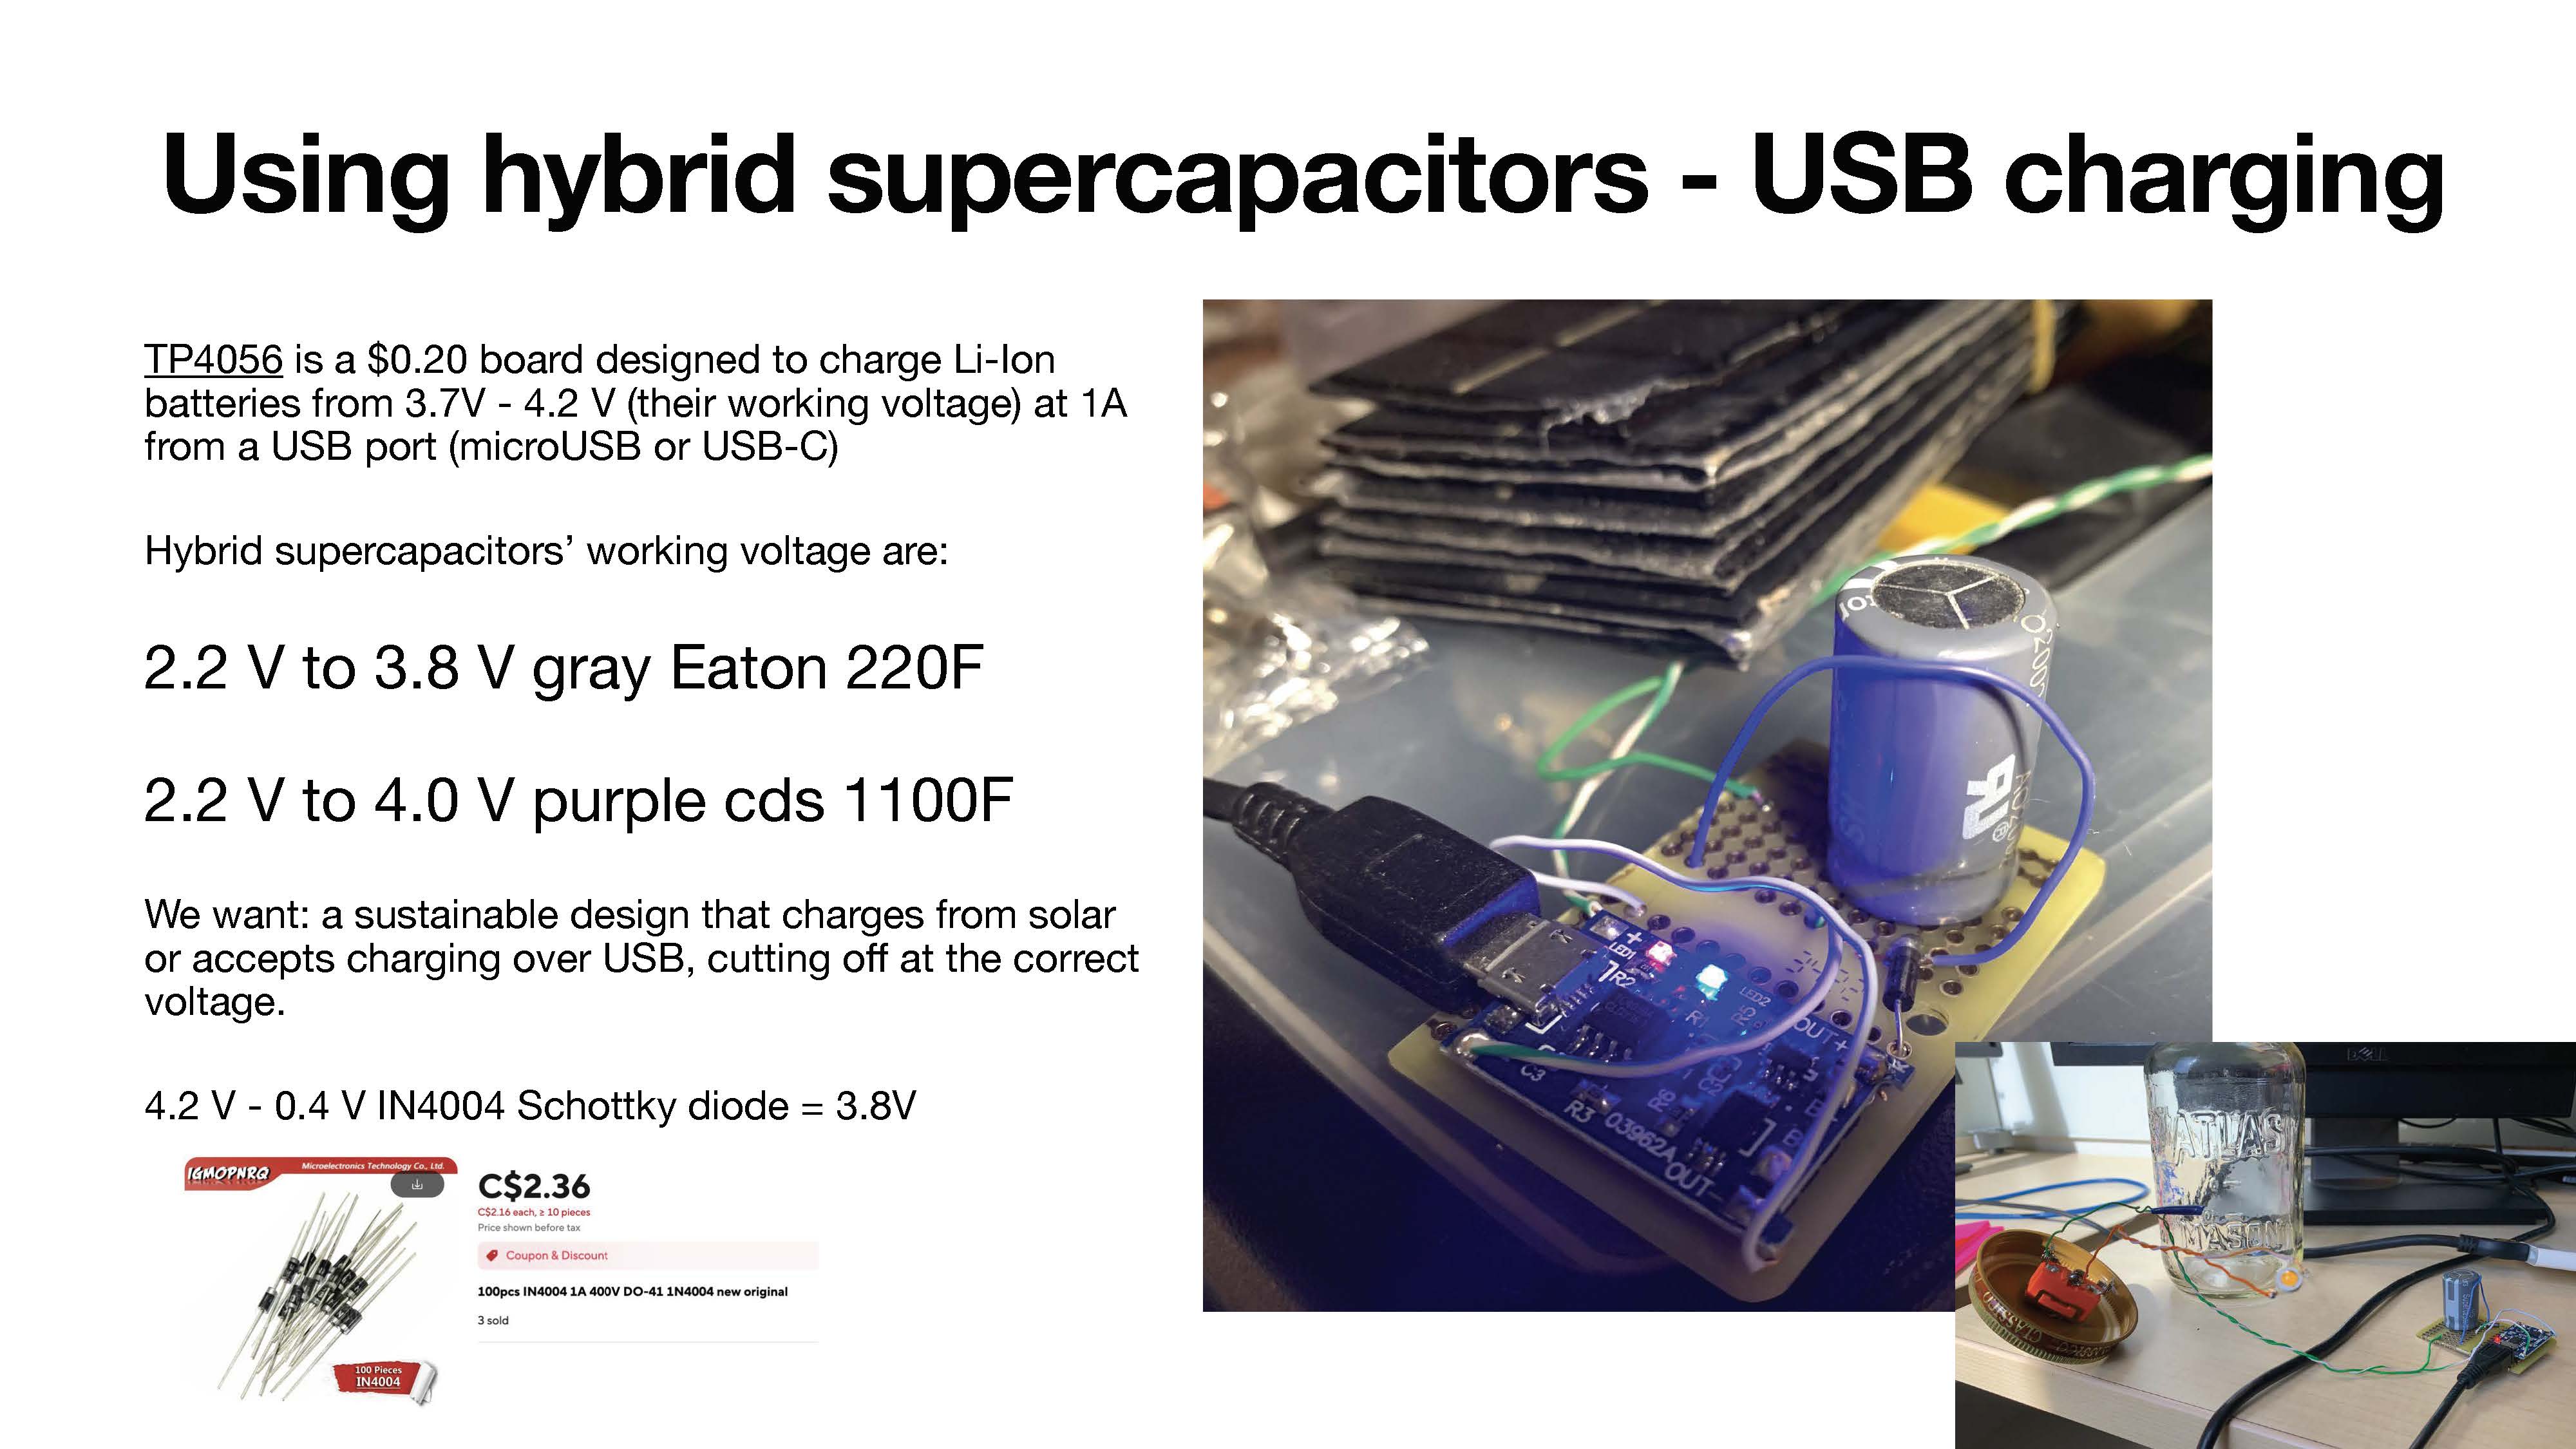 Using hybrid supercapacitors - USB charging
TP4056 is a $0.20 board designed to charge Li-Ion
batteries from 3.7V - 4.2 V (their working voltage) at 1A
from a USB port (microUSB or USB-C)
Hybrid supercapacitors’ working voltage are:
2.2 V to 3.8 V gray Eaton 220F
2.2 V to 4.0 V purple cds 1100F
We want: a sustainable design that charges from solar
or accepts charging over USB, cutting off at the correct
voltage.
4.2 V - 0.4 V IN4004 Schottky diode = 3.8V
IGMOPNRQ
Microelectronics Technology Co., Ltd.
100 Pieces
IN4004
C$2.36
C$2.16 each, ≥ 10 pieces
Price shown before tax
Coupon & Discount
100pcs IN4004 1A 400V DO-41 1N4004 new original
3 sold
+
LED1
R2
LED2
R1
R5
OUT+
C3
R6
R3
03962A
OUT-
B
DELL
ATLAS
MASON